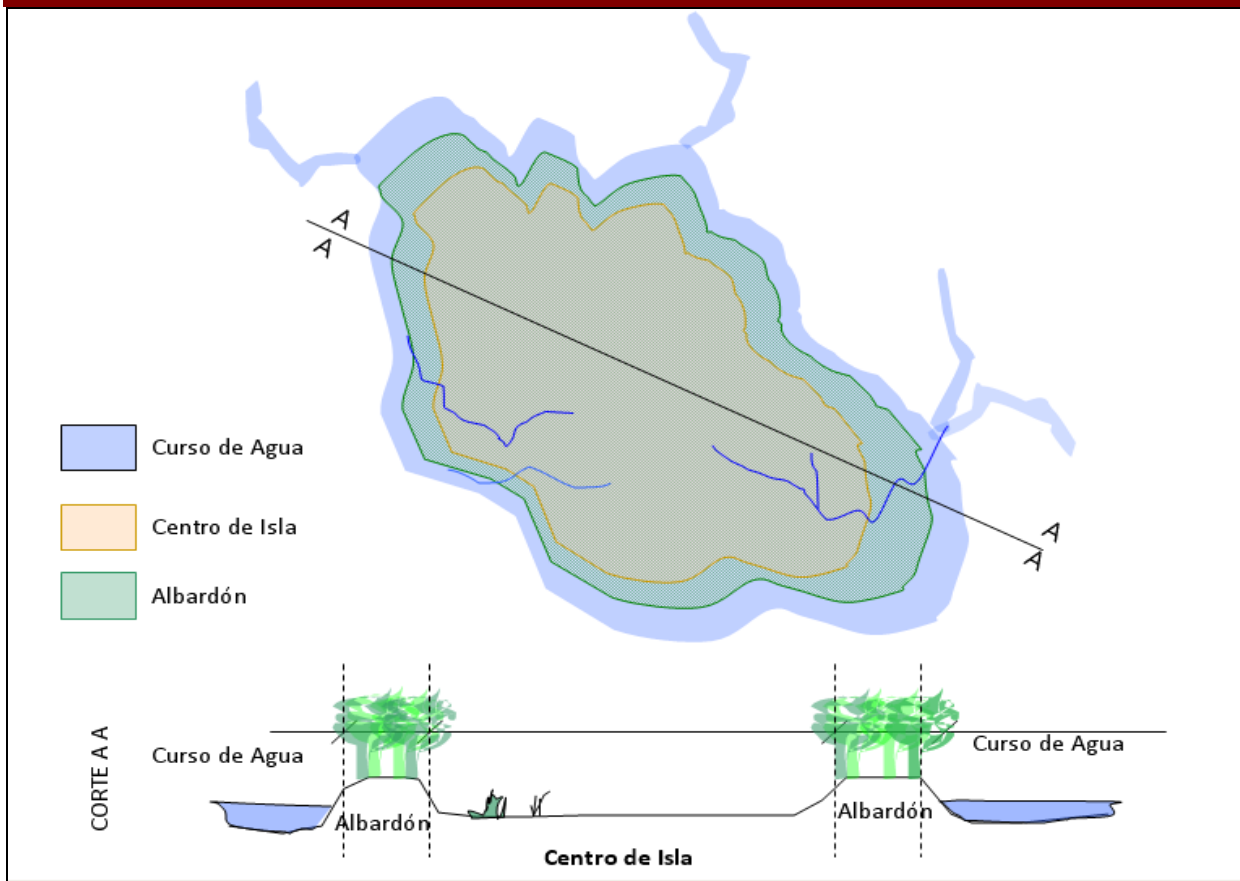 A
A
Curso de Agua
Centro de Isla
Albardón
A
A
CORTE A A
Curso de Agua
Curso de Agua
Albardón
Albardón
Centro de Isla